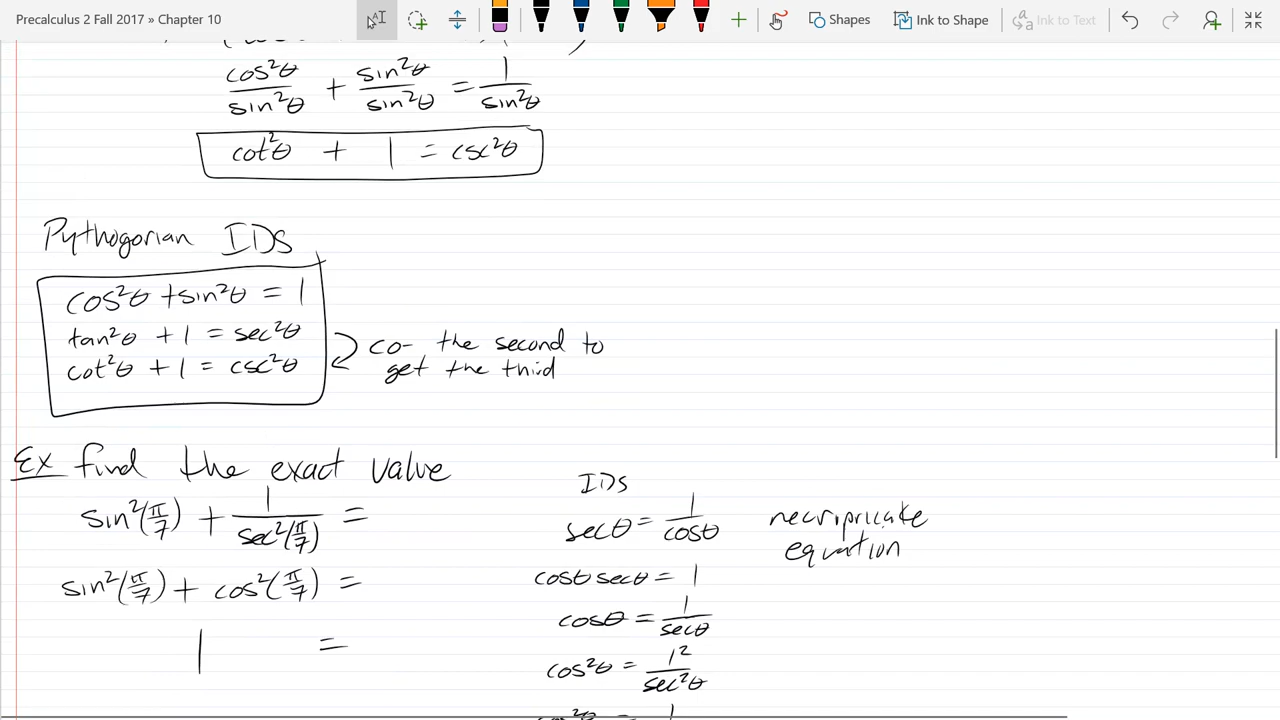 Precalculus 2 Fall 2017 » Chapter 10
Shapes
Ink to Shape
Ink to Text
cos²θ/sin²θ + sin²θ/sin²θ = 1/sin²θ
cot²θ + 1 = csc²θ
Pythogorian IDS
cos²θ + sin²θ = 1
tan²θ + 1 = sec²θ
cot²θ + 1 = csc²θ
co- the second to
get the third
Ex find the exact value
sin²(π/7) + 1/sec²(π/7) =
sin²(π/7) + cos²(π/7) =
1 =
IDS
secθ = 1/cosθ
cosθ secθ = 1
cosθ = 1/secθ
cos²θ = 1²/sec²θ
equation